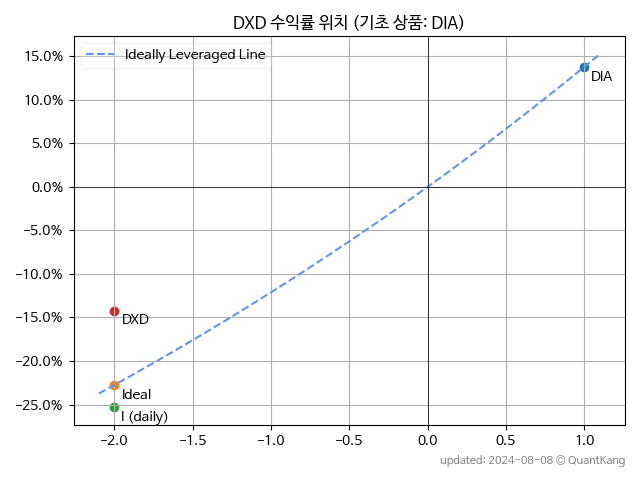 DXD 수익률 위치 (기초 상품: DIA)
Ideally Leveraged Line
15.0%
10.0%
5.0%
0.0%
−5.0%
−10.0%
−15.0%
−20.0%
−25.0%
DIA
DXD
Ideal
I (daily)
−2.0 −1.5 −1.0 −0.5 0.0 0.5 1.0
updated: 2024-08-08 © QuantKang